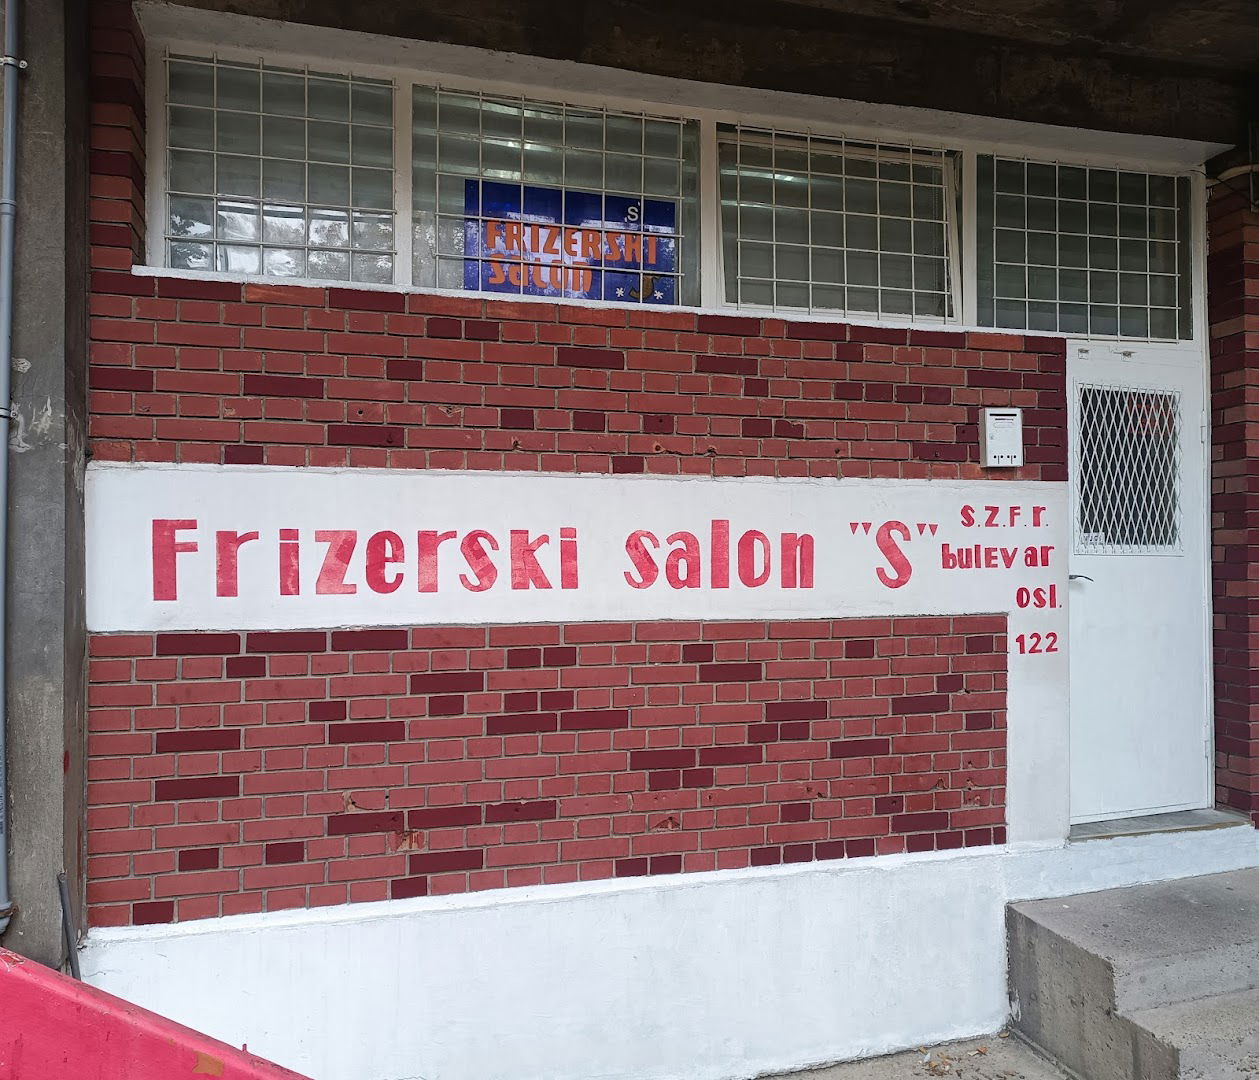 "S"
FRIZERSKI
SALON
Frizerski salon "S"
S.Z.F.r.
bulEvar
osl.
122